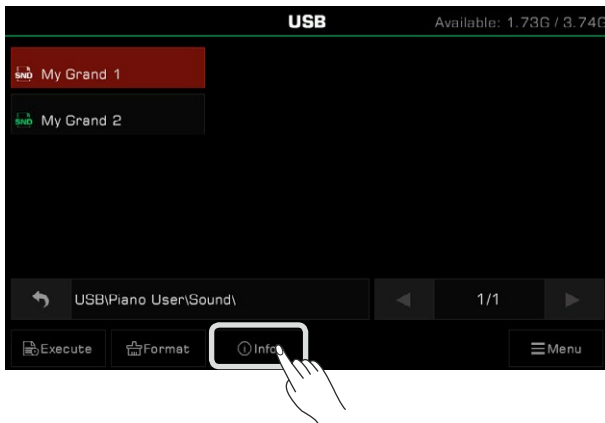 USB
Available: 1.73G / 3.74G
SND My Grand 1
SND My Grand 2
USB\Piano User\Sound\
1/1
Execute
Format
Info
Menu